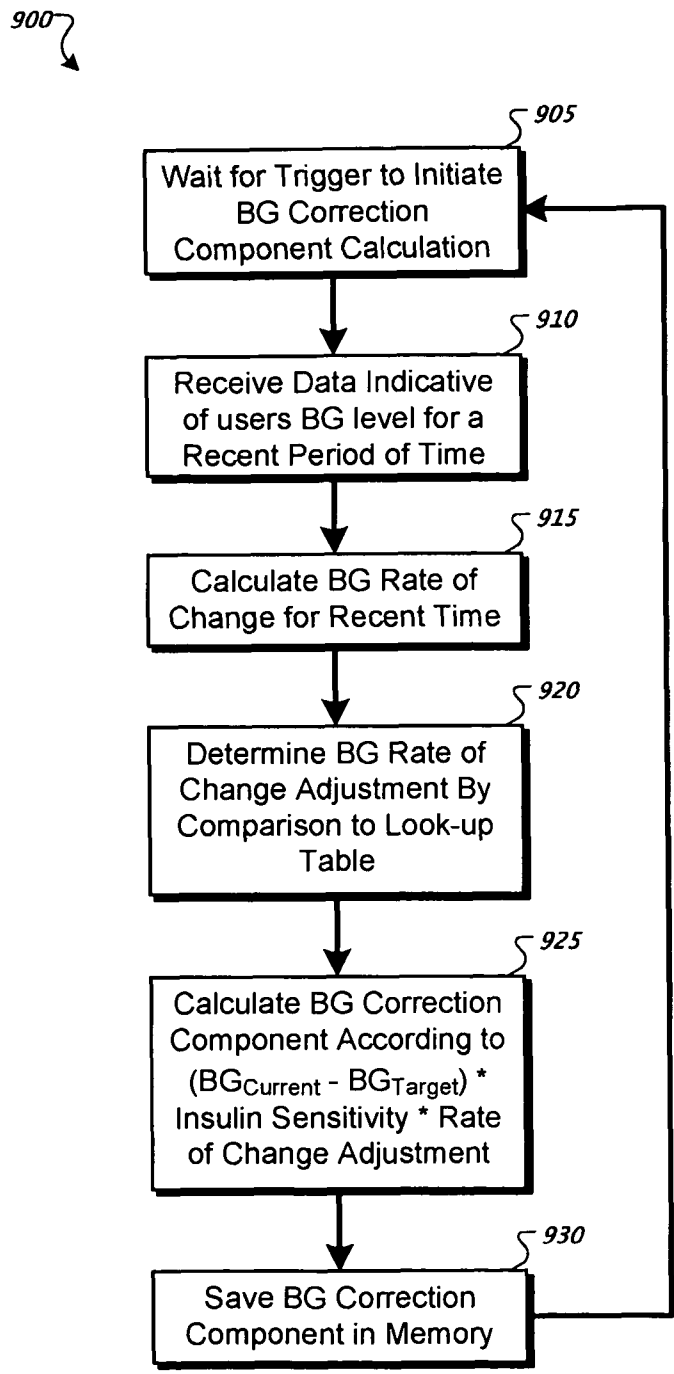 900
905
Wait for Trigger to Initiate
BG Correction
Component Calculation
910
Receive Data Indicative
of users BG level for a
Recent Period of Time
915
Calculate BG Rate of
Change for Recent Time
920
Determine BG Rate of
Change Adjustment By
Comparison to Look-up
Table
925
Calculate BG Correction
Component According to
(BGCurrent - BGTarget) *
Insulin Sensitivity * Rate
of Change Adjustment
930
Save BG Correction
Component in Memory